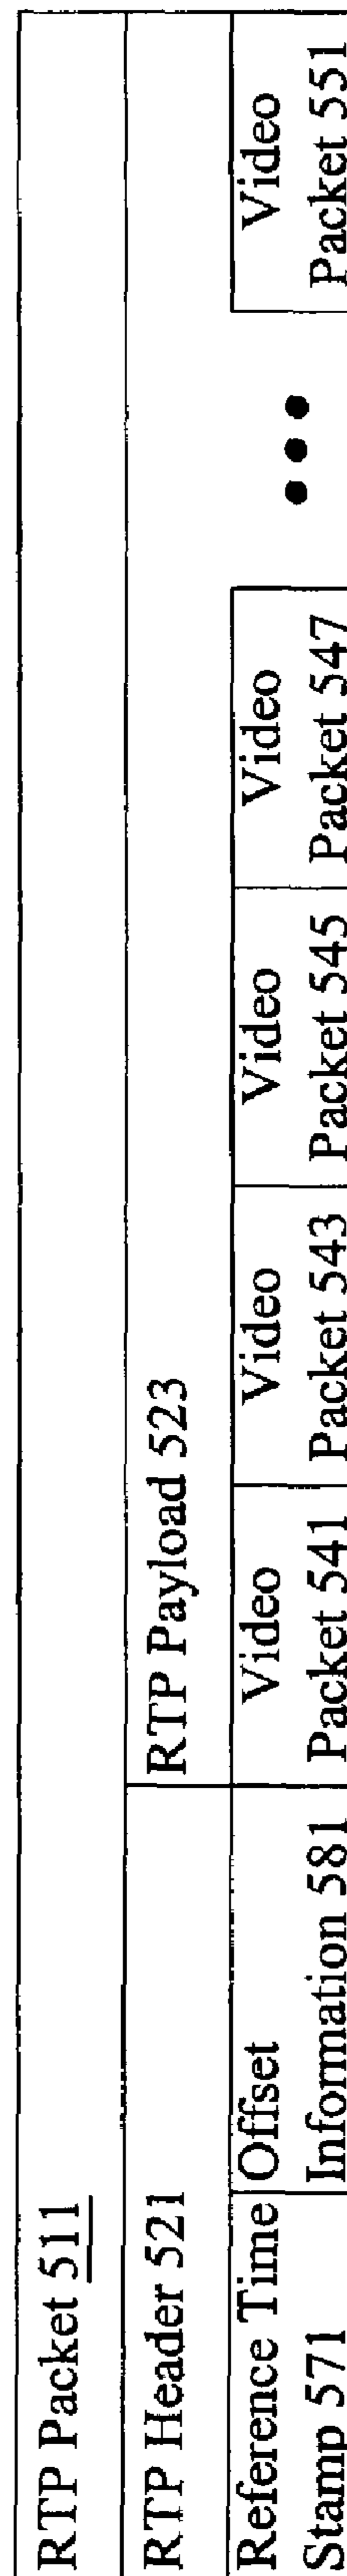 RTP Packet 511
RTP Header 521
RTP Payload 523
Reference Time
Stamp 571
Offset
Information 581
Video
Packet 541
Video
Packet 543
Video
Packet 545
Video
Packet 547
•••
Video
Packet 551